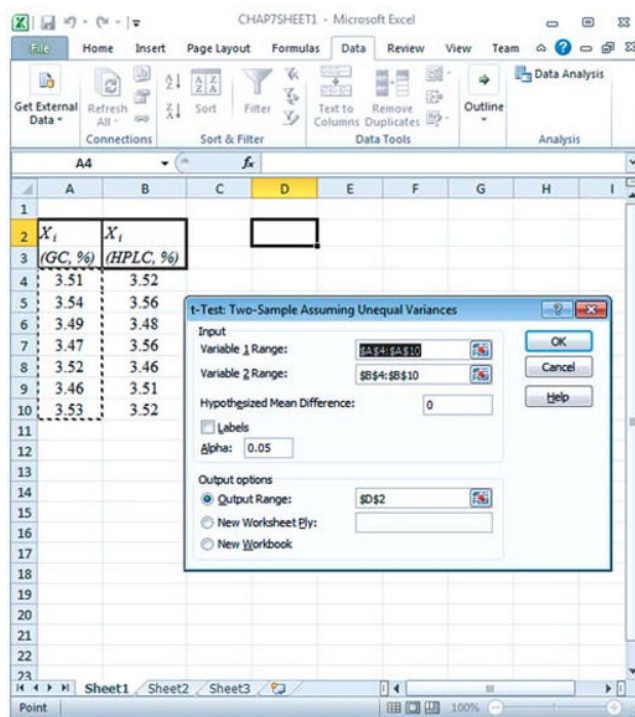 CHAP7SHEET1 - Microsoft Excel
File Home Insert Page Layout Formulas Data Review View Team
Get External Data
Refresh All
Connections
Sort
Filter
Sort & Filter
Text to Columns
Remove Duplicates
Data Tools
Outline
Data Analysis
Analysis
A4 fx
A B C D E F G H I
1
2 Xi Xi
3 (GC, %) (HPLC, %)
4 3.51 3.52
5 3.54 3.56
6 3.49 3.48
7 3.47 3.56
8 3.52 3.46
9 3.46 3.51
10 3.53 3.52
11
12
13
14
15
16
17
18
19
20
21
22
23
t-Test: Two-Sample Assuming Unequal Variances
Input
Variable 1 Range: $A$4:$A$10
Variable 2 Range: $B$4:$B$10
Hypothesized Mean Difference: 0
Labels
Alpha: 0.05
OK
Cancel
Help
Output options
Output Range: $D$2
New Worksheet Ply:
New Workbook
Sheet1 Sheet2 Sheet3
Point 100%